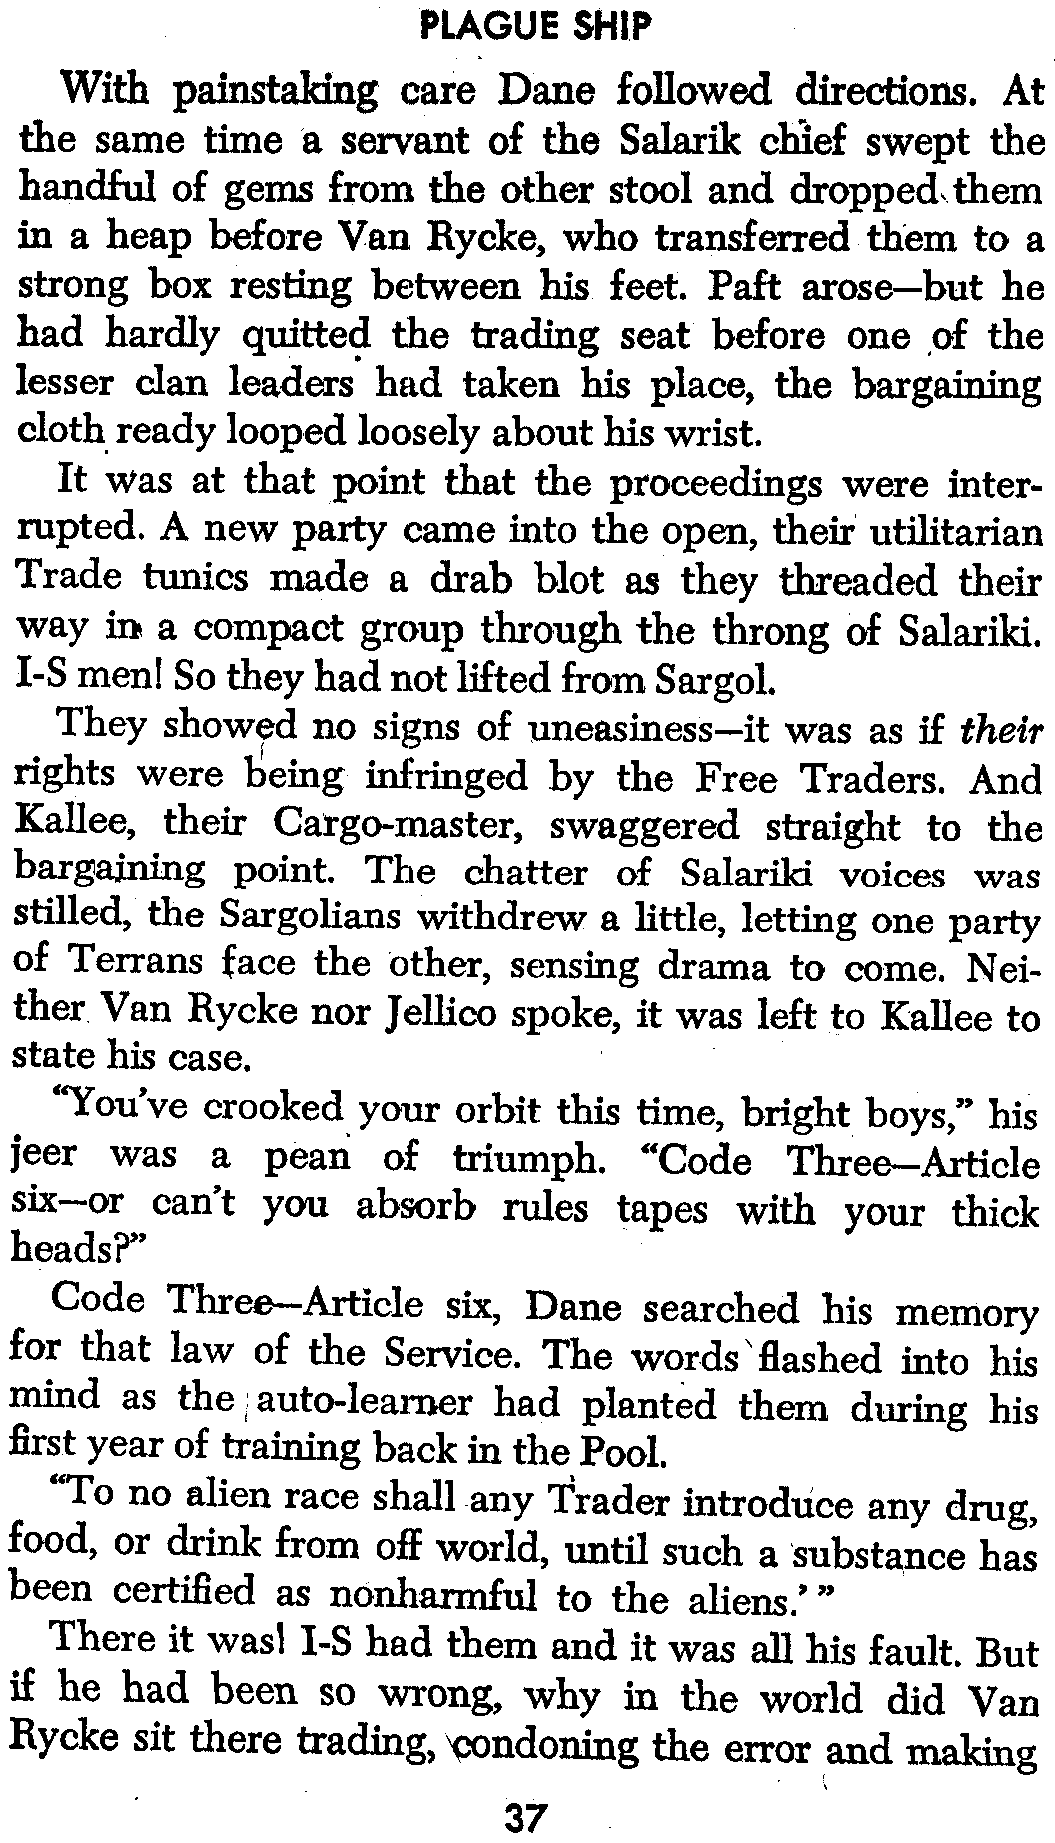 PLAGUE SHIP
With painstaking care Dane followed directions. At
the same time a servant of the Salarik chief swept the
handful of gems from the other stool and dropped them
in a heap before Van Rycke, who transferred them to a
strong box resting between his feet. Paft arose—but he
had hardly quitted the trading seat before one of the
lesser clan leaders had taken his place, the bargaining
cloth ready looped loosely about his wrist.
It was at that point that the proceedings were inter-
rupted. A new party came into the open, their utilitarian
Trade tunics made a drab blot as they threaded their
way in a compact group through the throng of Salariki.
I-S men! So they had not lifted from Sargol.
They showed no signs of uneasiness—it was as if their
rights were being infringed by the Free Traders. And
Kallee, their Cargo-master, swaggered straight to the
bargaining point. The chatter of Salariki voices was
stilled, the Sargolians withdrew a little, letting one party
of Terrans face the other, sensing drama to come. Nei-
ther Van Rycke nor Jellico spoke, it was left to Kallee to
state his case.
“You’ve crooked your orbit this time, bright boys,” his
jeer was a pean of triumph. “Code Three—Article
six—or can’t you absorb rules tapes with your thick
heads?”
Code Three—Article six, Dane searched his memory
for that law of the Service. The words flashed into his
mind as the auto-learner had planted them during his
first year of training back in the Pool.
“To no alien race shall any Trader introduce any drug,
food, or drink from off world, until such a substance has
been certified as nonharmful to the aliens.’ ”
There it was! I-S had them and it was all his fault. But
if he had been so wrong, why in the world did Van
Rycke sit there trading, condoning the error and making
37